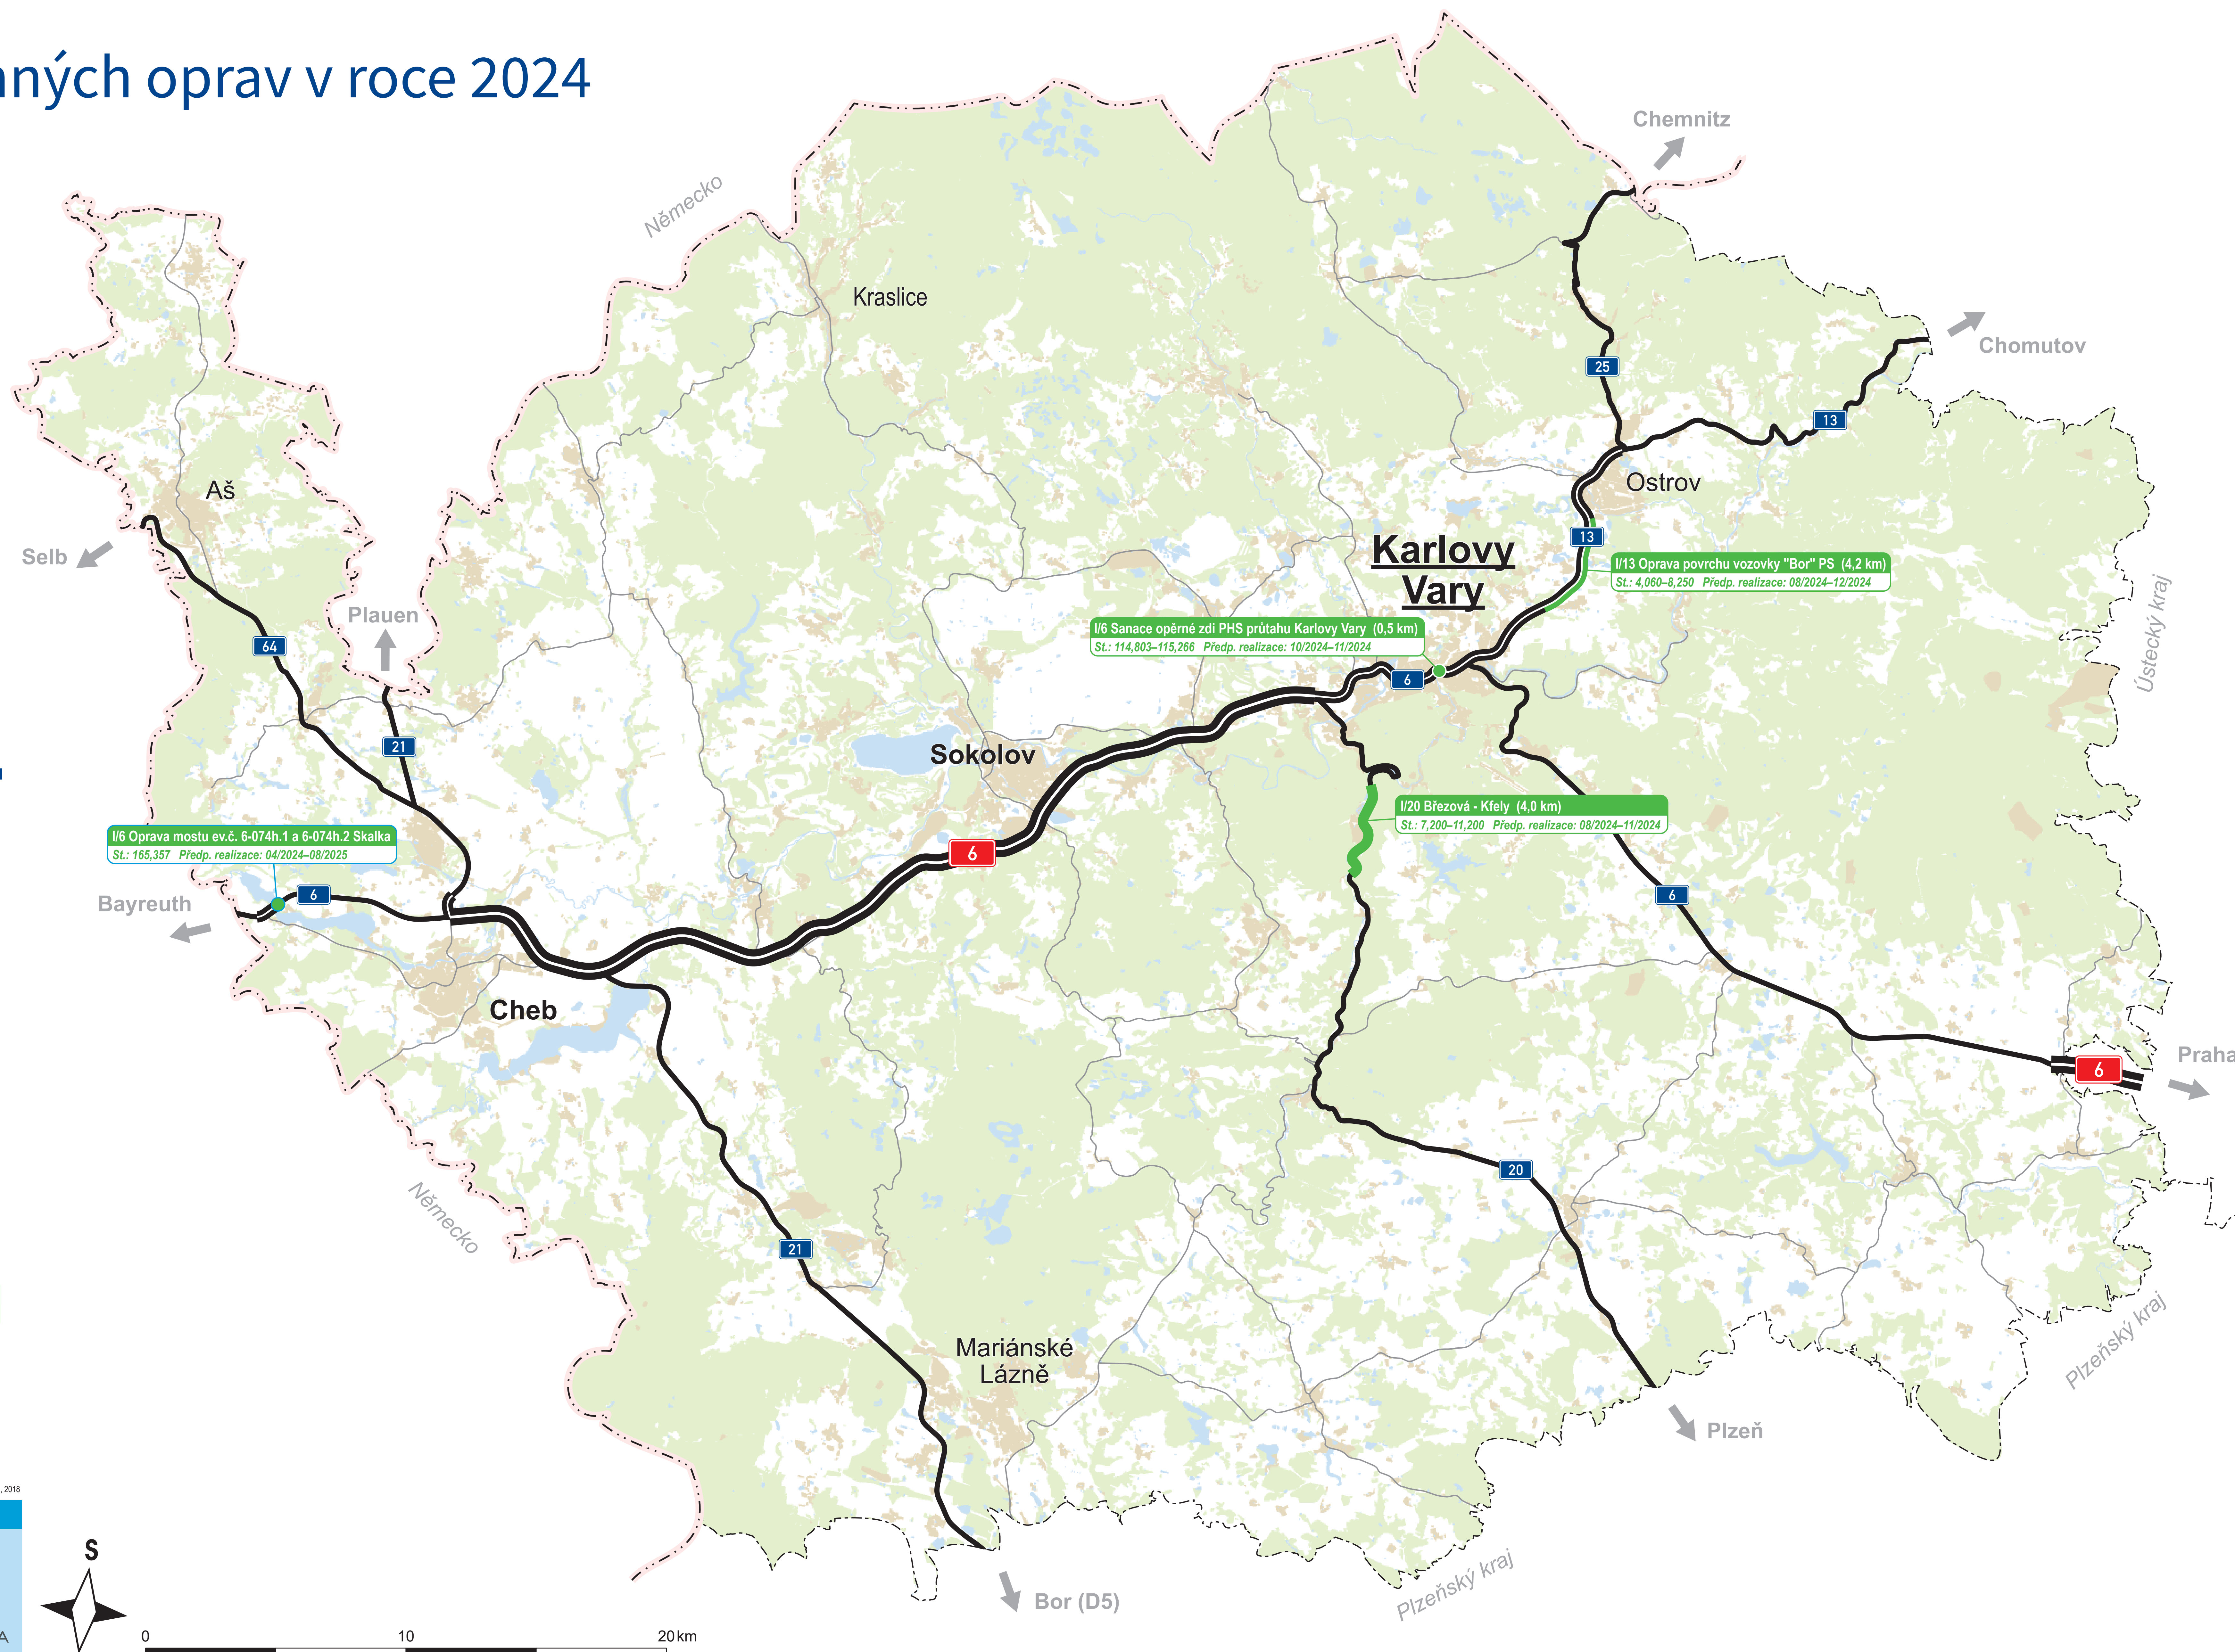 ných oprav v roce 2024
Chemnitz
Německo
Kraslice
Chomutov
25
13
Aš
Ostrov
Selb
13
Karlovy
Vary
I/13 Oprava povrchu vozovky "Bor" PS (4,2 km)
St.: 4,060–8,250 Předp. realizace: 08/2024–12/2024
Ústecký kraj
Plauen
64
I/6 Sanace opěrné zdi PHS průtahu Karlovy Vary (0,5 km)
St.: 114,803–115,266 Předp. realizace: 10/2024–11/2024
6
21
Sokolov
I/20 Březová - Kfely (4,0 km)
St.: 7,200–11,200 Předp. realizace: 08/2024–11/2024
I/6 Oprava mostu ev.č. 6-074h.1 a 6-074h.2 Skalka
St.: 165,357 Předp. realizace: 04/2024–08/2025
6
6
6
Bayreuth
Cheb
Praha
6
20
Německo
21
Mariánské
Lázně
Plzeňský kraj
Plzeň
, 2018
S
Plzeňský kraj
Bor (D5)
0 10 20 km